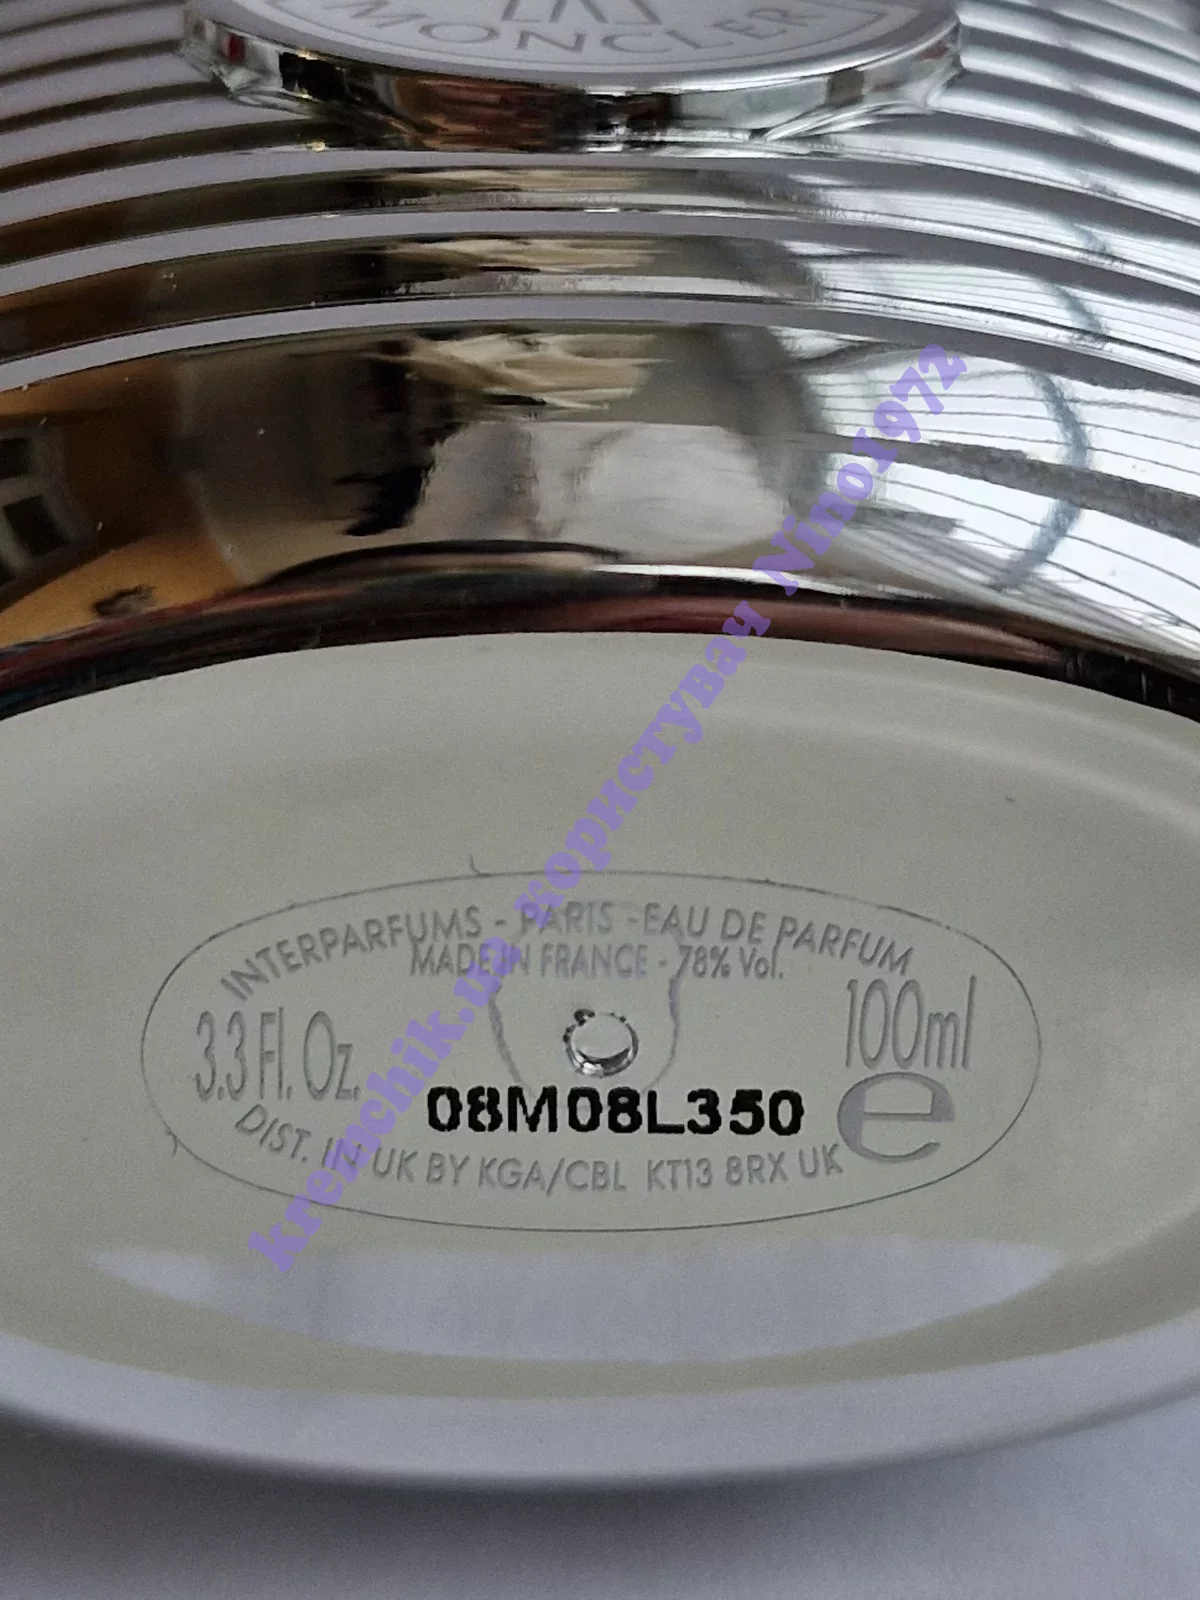 MONCLER
INTERPARFUMS - PARIS -EAU DE PARFUM
MADE IN FRANCE - 78% Vol.
3.3 Fl. Oz.
100ml
08M08L350
e
DIST. IN UK BY KGA/CBL KT13 8RX UK
kremchik.ua користувач Nino1972